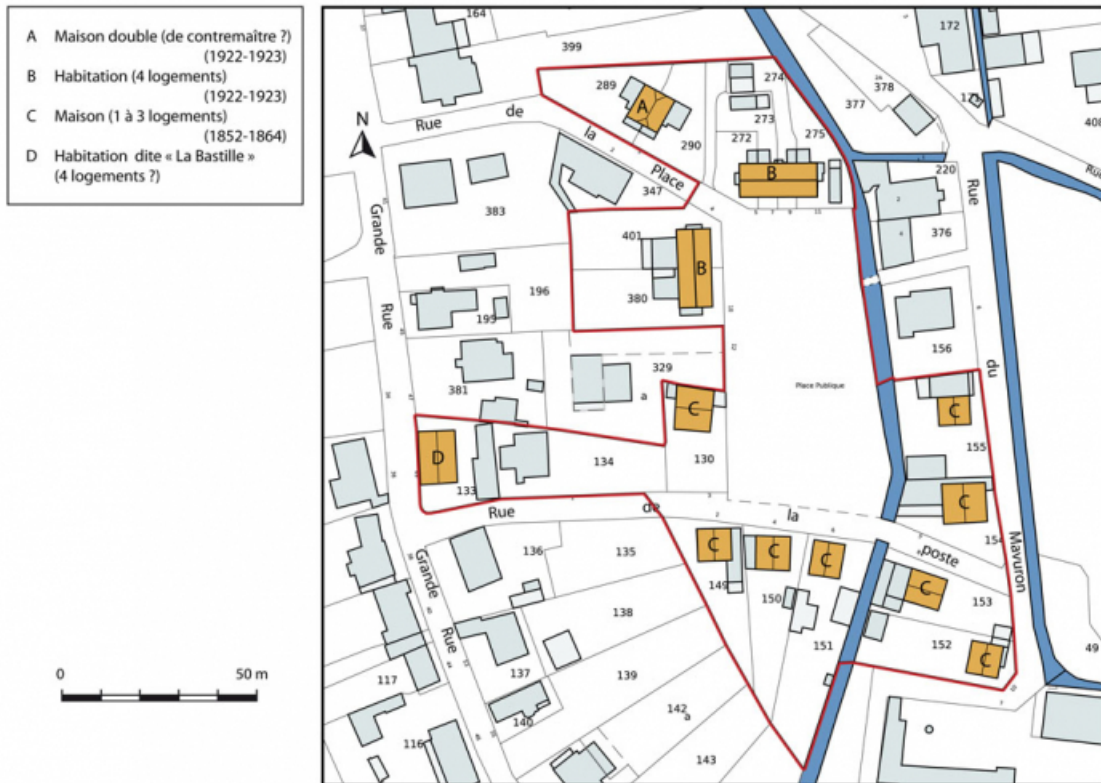 A Maison double (de contremaître ?)
(1922-1923)
B Habitation (4 logements)
(1922-1923)
C Maison (1 à 3 logements)
(1852-1864)
D Habitation dite « La Bastille »
(4 logements ?)
0 50 m
N
164
399
172
378
377
408
289
A
274
273
272
275
290
B
Rue de la Place
347
383
220
Rue
376
Grande Rue
401
B
380
196
199
156
329
a
381
C
Place Publique
C
155
D
133
134
130
C
154
Rue de la poste
du Mavuron
136
135
C
149
C
150
C
151
C
153
152
C
49
Grande Rue
138
137
139
117
140
142
a
143
116